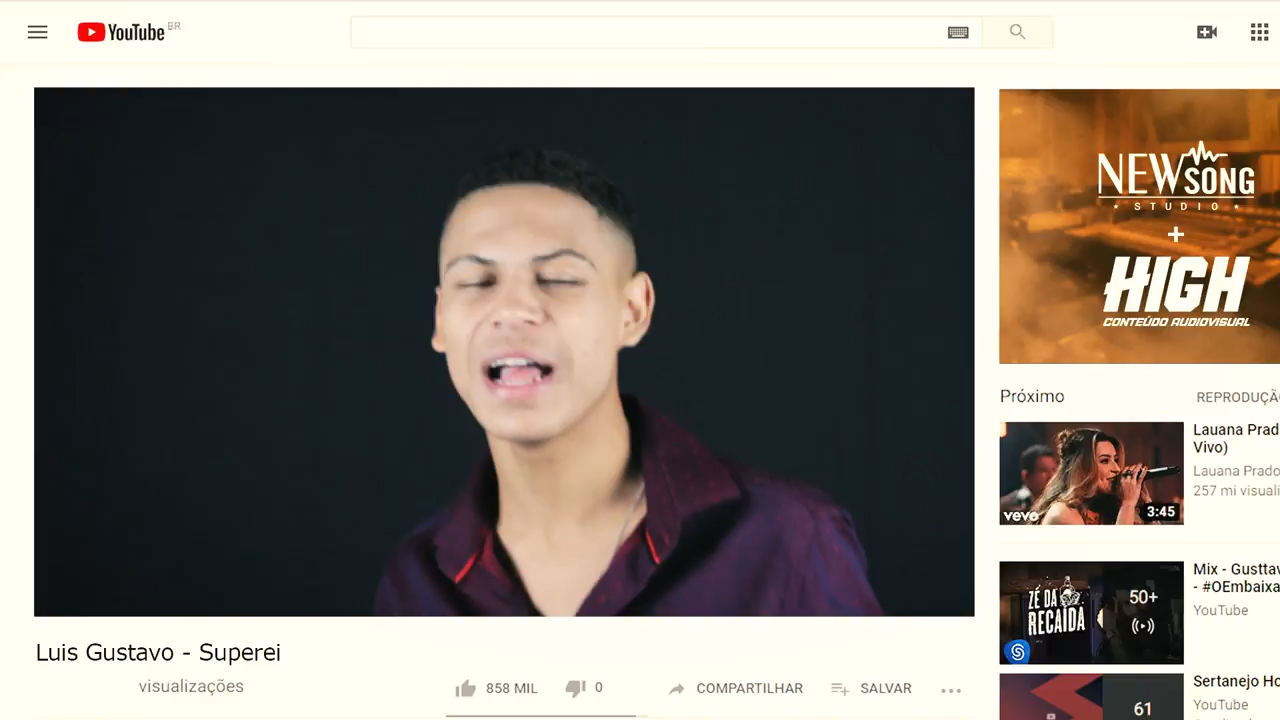 YouTube BR
NEW SONG
STUDIO
+
HIGH
CONTEÚDO AUDIOVISUAL
Próximo
REPRODUÇÃ
Lauana Prad
Vivo)
Lauana Prado
257 mi visuali
vevo
3:45
Mix - Gustta
- #OEmbaixa
YouTube
ZÉ DA
RECAÍDA
50+
Sertanejo Ho
YouTube
61
Luis Gustavo - Superei
visualizações
858 MIL
0
COMPARTILHAR
SALVAR